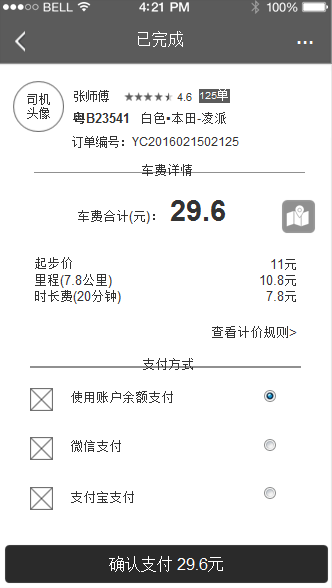 BELL 4:21 PM 100%
已完成
司机
头像
张师傅 4.6 125单
粤B23541 白色•本田-凌派
订单编号：YC2016021502125
车费详情
车费合计(元)： 29.6
起步价 11元
里程(7.8公里) 10.8元
时长费(20分钟) 7.8元
查看计价规则>
支付方式
使用账户余额支付
微信支付
支付宝支付
确认支付 29.6元